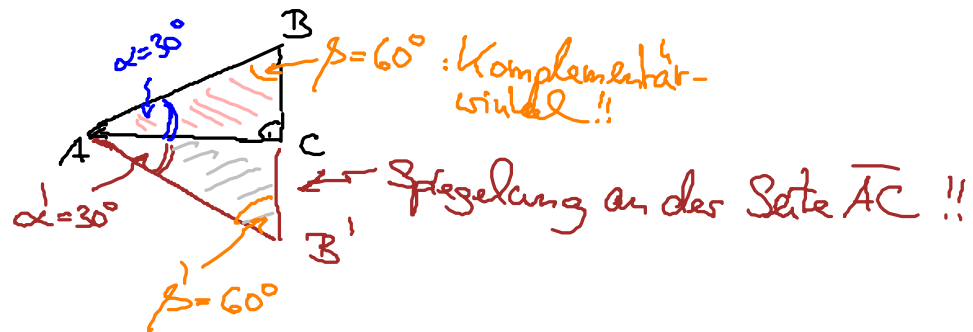 B
α=30°
β=60° : Komplementär-
winkel !!
A
C
α'=30°
Spiegelung an der Seite AC !!
B'
β'=60°